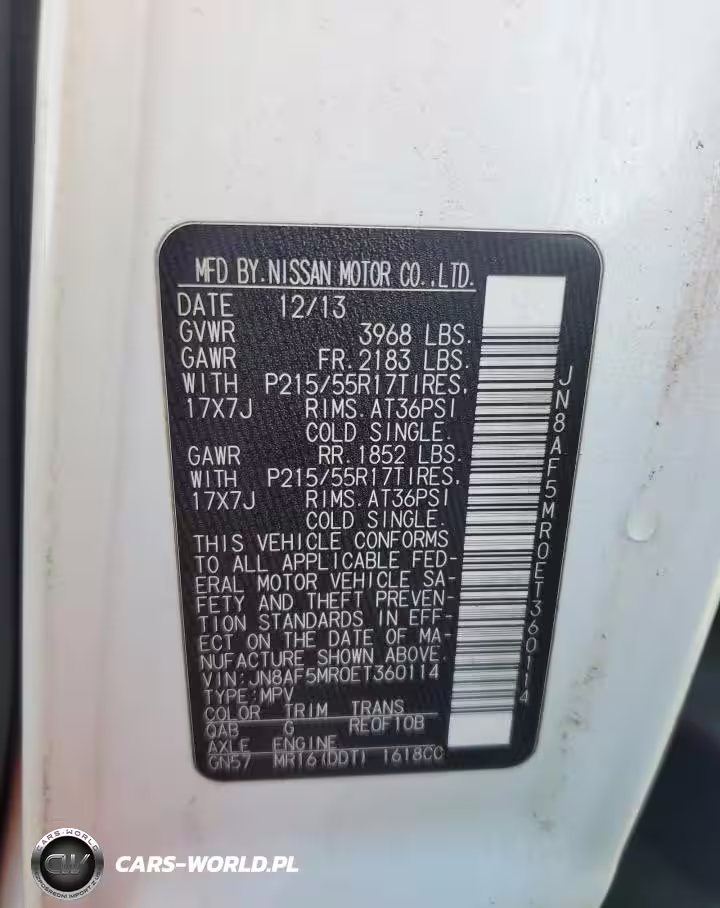 MFD BY.NISSAN MOTOR CO.,LTD.
DATE 12/13
GVWR 3968 LBS.
GAWR FR.2183 LBS.
WITH P215/55R17TIRES,
17X7J RIMS.AT36PSI
COLD SINGLE.
GAWR RR.1852 LBS.
WITH P215/55R17TIRES,
17X7J RIMS.AT36PSI
COLD SINGLE.
THIS VEHICLE CONFORMS
TO ALL APPLICABLE FED-
ERAL MOTOR VEHICLE SA-
FETY AND THEFT PREVEN-
TION STANDARDS IN EFF-
ECT ON THE DATE OF MA-
NUFACTURE SHOWN ABOVE.
VIN:JN8AF5MR0ET360114
TYPE:MPV
COLOR TRIM TRANS
QAB G RE0F10B
AXLE ENGINE
GN57 MR16(DDT) 1618CC
JN8AF5MR0ET360114
CARS-WORLD
CW
CARS-WORLD.PL